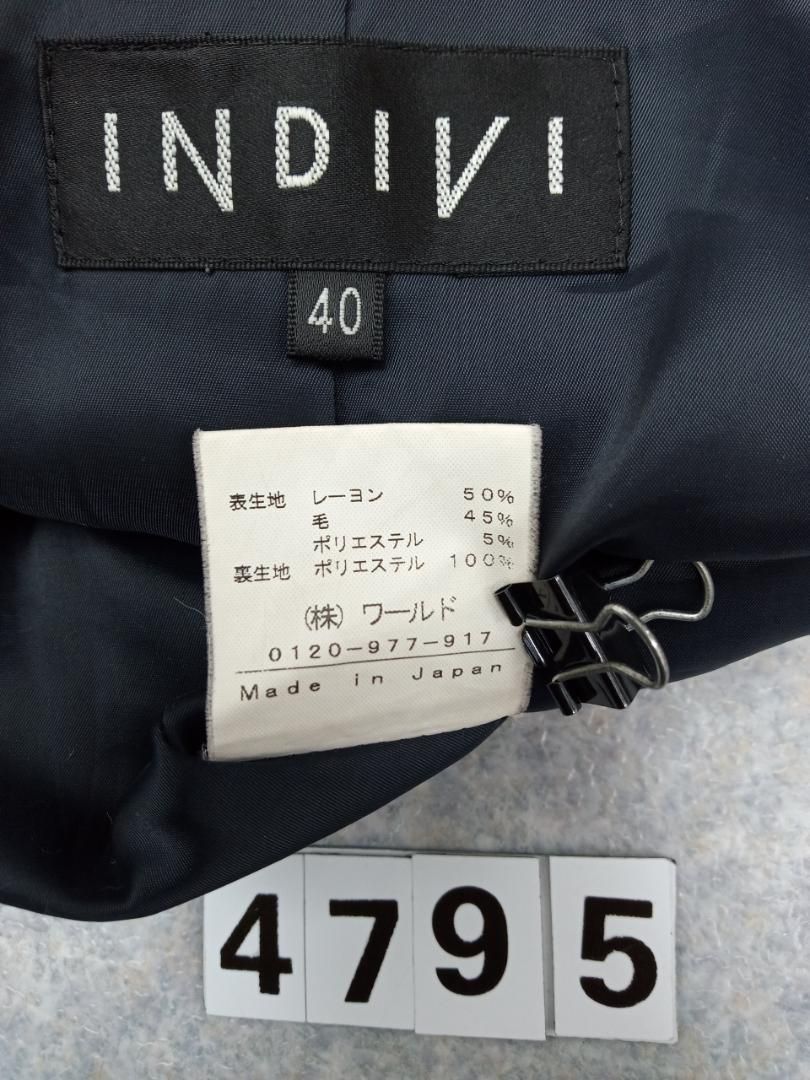 INDIVI
40
表生地 レーヨン 50%
毛 45%
ポリエステル 5%
裏生地 ポリエステル 100%
(株) ワールド
0120-977-917
Made in Japan
4795